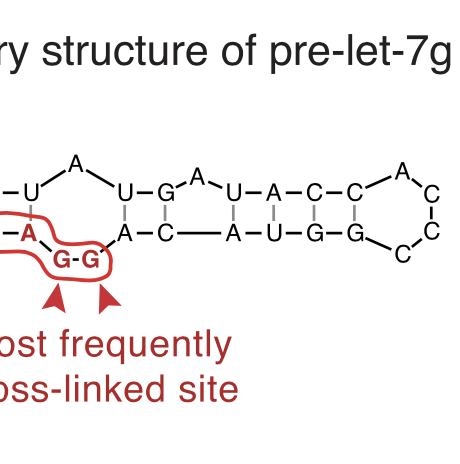 ry structure of pre-let-7g
A
U U–G A U–A–C–C A C
A G-G A–C A–U–G–G C C
ost frequently
oss-linked site